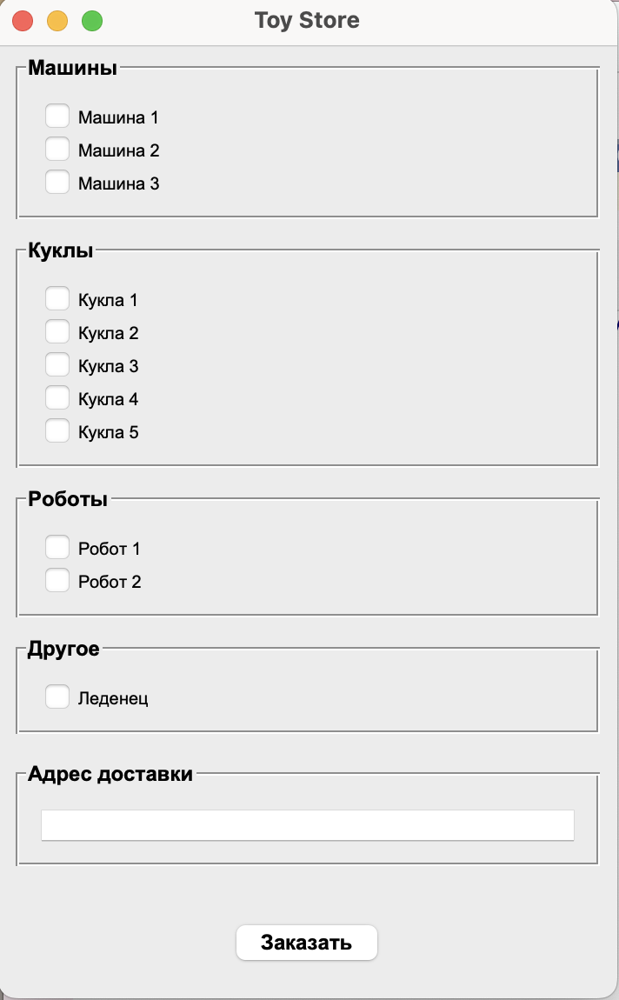 Toy Store
Машины
Машина 1
Машина 2
Машина 3
Куклы
Кукла 1
Кукла 2
Кукла 3
Кукла 4
Кукла 5
Роботы
Робот 1
Робот 2
Другое
Леденец
Адрес доставки
Заказать